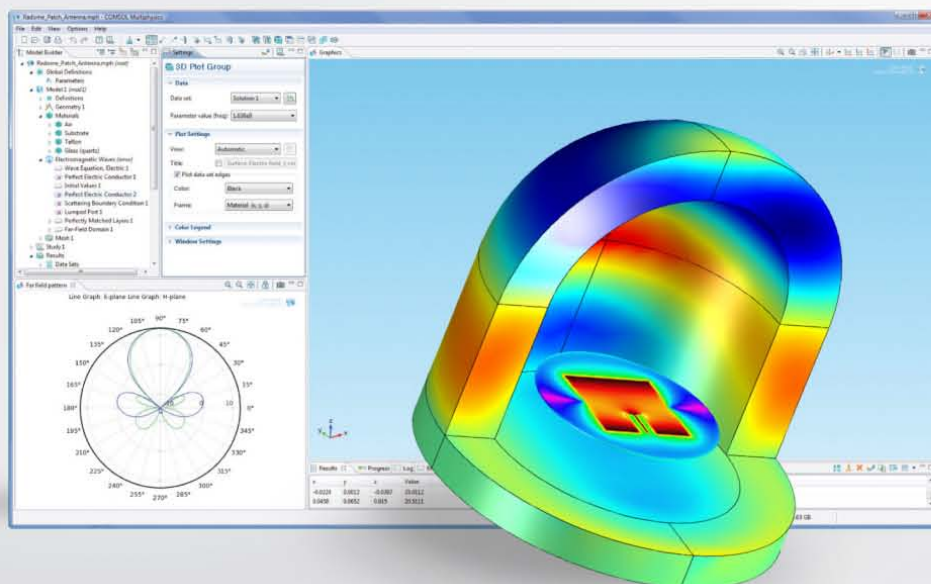 Radome_Patch_Antenna.mph - COMSOL Multiphysics
File Edit View Options Help
Model Builder
Radome_Patch_Antenna.mph (root)
Global Definitions
Parameters
Model 1 (mod1)
Definitions
Geometry 1
Materials
Air
Substrate
Teflon
Glass (quartz)
Electromagnetic Waves (emw)
Wave Equation, Electric 1
Perfect Electric Conductor 1
Initial Values 1
Perfect Electric Conductor 2
Scattering Boundary Condition 1
Lumped Port 1
Perfectly Matched Layers 1
Far-Field Domain 1
Mesh 1
Study 1
Results
Data Sets
Settings
3D Plot Group
Data
Data set: Solution 1
Parameter value (freq):
Plot Settings
View: Automatic
Title:
Plot data set edges
Color: Black
Frame: Material (x, y, z)
Color Legend
Window Settings
Graphics
Far field pattern
Line Graph: E-plane Line Graph: H-plane
90°
105° 75°
120° 60°
135° 45°
150° 30°
165° 15°
180° 0 10 0°
195° 345°
210° 330°
225° 315°
240° 300°
255° 285°
270°
z
y x
Results Progress Log
x y z Value